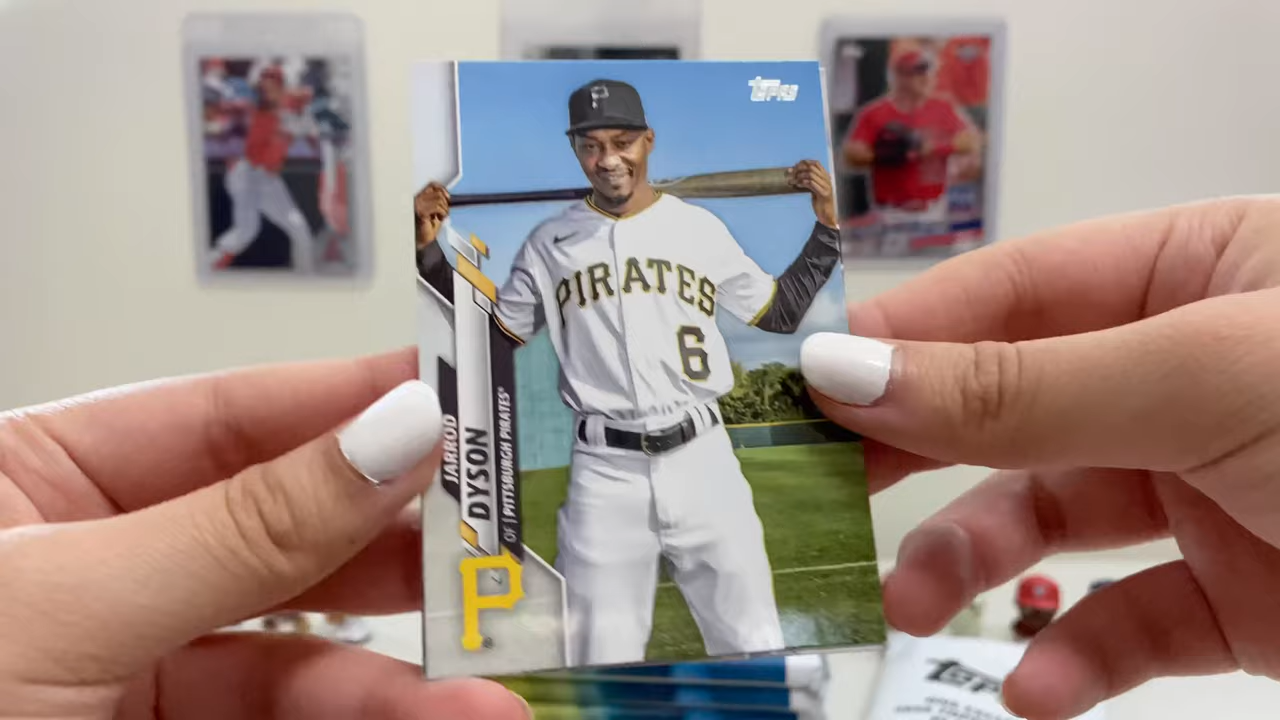 Topps
P
PIRATES
6
JARROD
DYSON
OF | PITTSBURGH PIRATES®
P
Topps